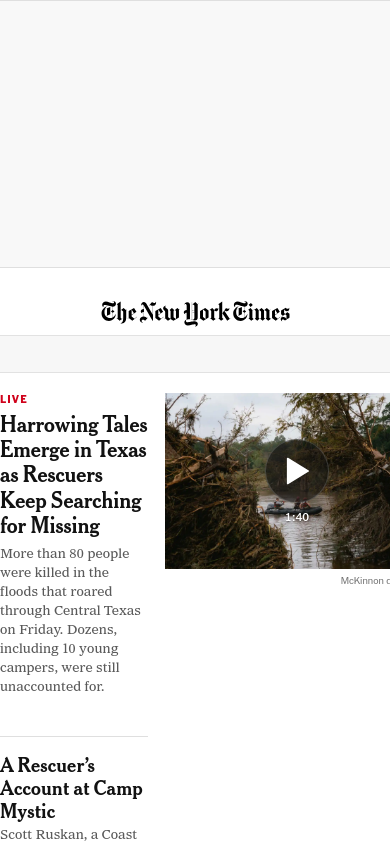 The New York Times
LIVE
Harrowing Tales
Emerge in Texas
as Rescuers
Keep Searching
for Missing
More than 80 people
were killed in the
floods that roared
through Central Texas
on Friday. Dozens,
including 10 young
campers, were still
unaccounted for.
1:40
McKinnon
A Rescuer’s
Account at Camp
Mystic
Scott Ruskan, a Coast